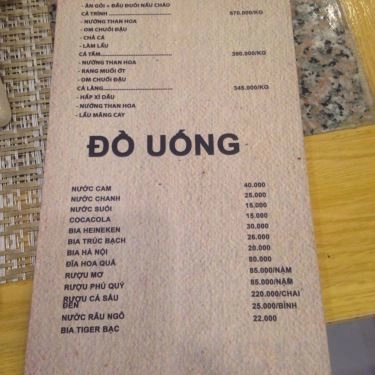 - ĂN GỎI + ĐẦU ĐUÔI NẤU CHÁO
CÁ TRÌNH 570.000/KG
- NƯỚNG THAN HOA
- OM CHUỐI ĐẬU
- CHẢ CÁ
- LÀM LẨU
CÁ TẦM 380.000/KG
- NƯỚNG THAN HOA
- RANG MUỐI ỚT
- OM CHUỐI ĐẬU
CÁ LĂNG 345.000/KG
- HẤP XÌ DẦU
- NƯỚNG THAN HOA
- LẨU MĂNG CAY
ĐỒ UỐNG
NƯỚC CAM 40.000
NƯỚC CHANH 25.000
NƯỚC SUỐI 15.000
COCACOLA 15.000
BIA HEINEKEN 30.000
BIA TRÚC BẠCH 26.000
BIA HÀ NỘI 20.000
ĐĨA HOA QUẢ 80.000
RƯỢU MƠ 85.000/NẬM
RƯỢU PHÚ QUÝ 85.000/NẬM
RƯỢU CÁ SẤU 220.000/CHAI
ĐEN
NƯỚC RÂU NGÔ 25.000/BÌNH
BIA TIGER BẠC 22.000